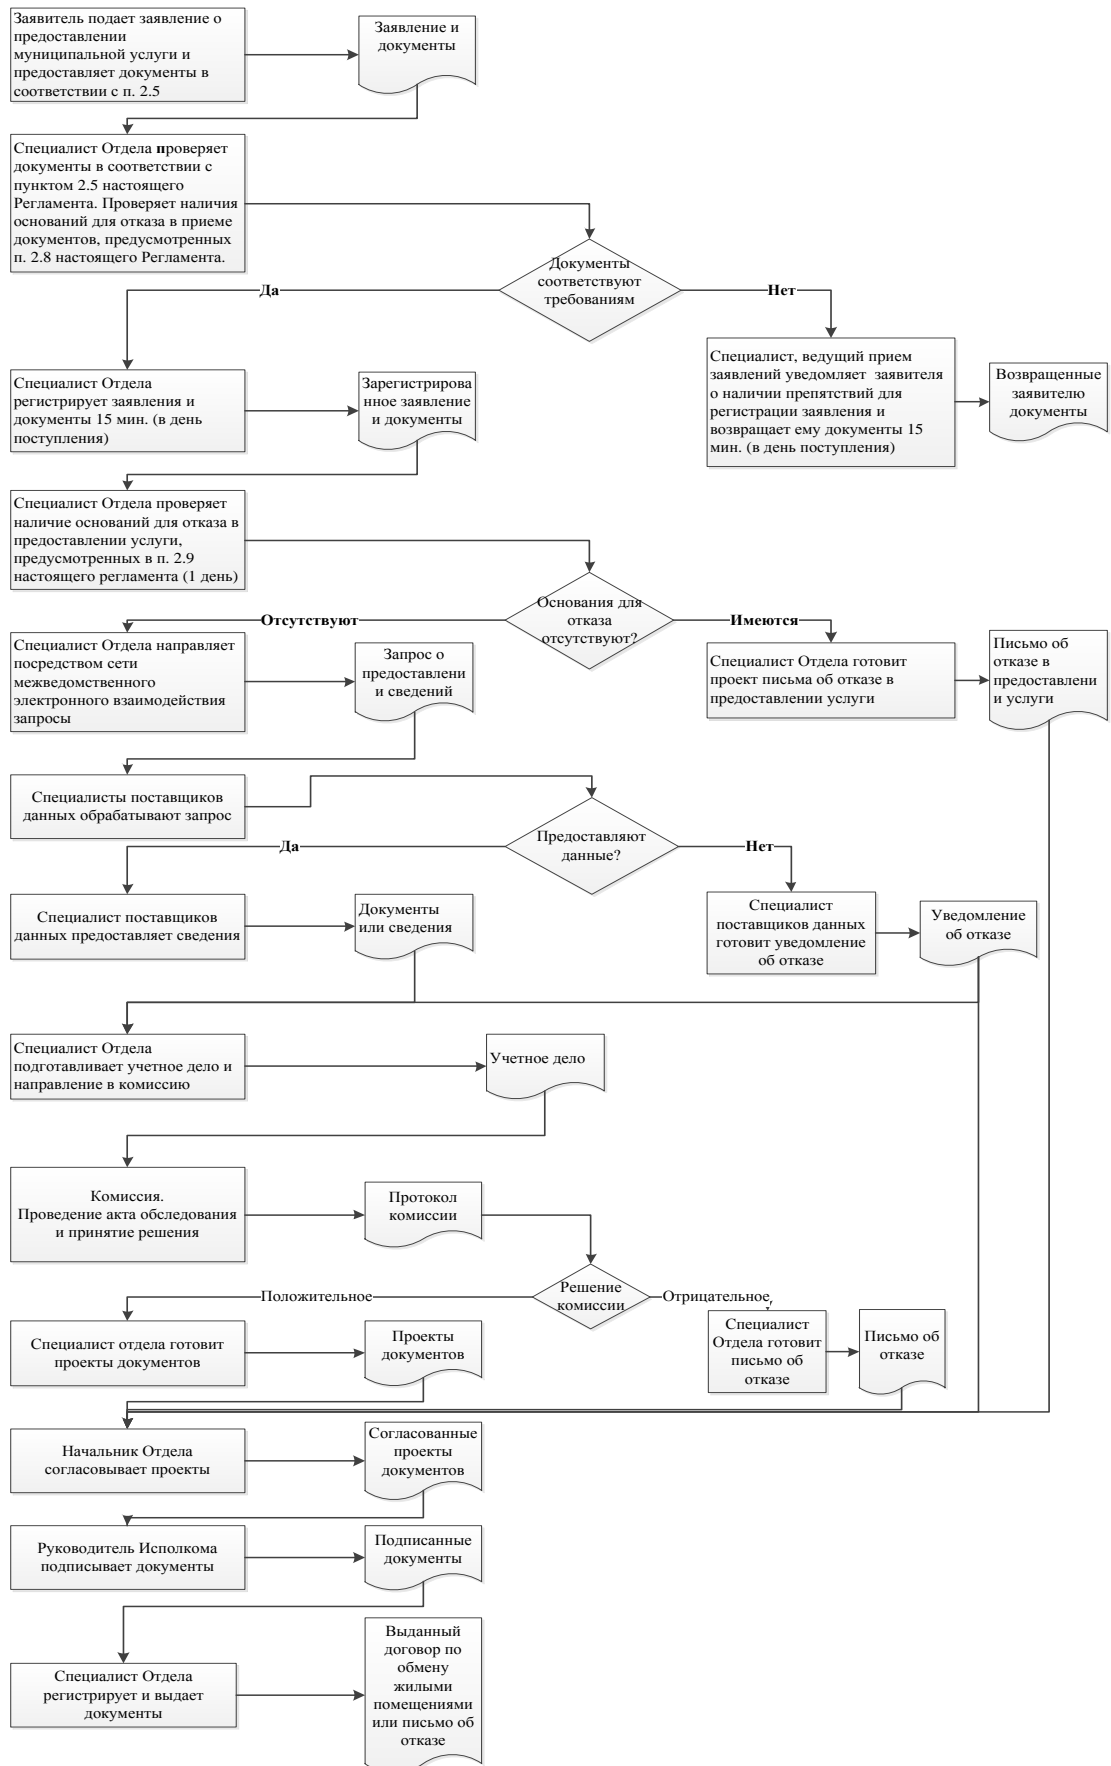 Заявитель подает заявление о
предоставлении
муниципальной услуги и
предоставляет документы в
соответствии с п. 2.5
Заявление и
документы
Специалист Отдела проверяет
документы в соответствии с
пунктом 2.5 настоящего
Регламента. Проверяет наличия
оснований для отказа в приеме
документов, предусмотренных
п. 2.8 настоящего Регламента.
Документы
соответствуют
требованиям
Да
Нет
Специалист Отдела
регистрирует заявления и
документы 15 мин. (в день
поступления)
Зарегистрирова
нное заявление
и документы
Специалист, ведущий прием
заявлений уведомляет заявителя
о наличии препятствий для
регистрации заявления и
возвращает ему документы 15
мин. (в день поступления)
Возвращенные
заявителю
документы
Специалист Отдела проверяет
наличие оснований для отказа в
предоставлении услуги,
предусмотренных в п. 2.9
настоящего регламента (1 день)
Основания для
отказа
отсутствуют?
Отсутствуют
Имеются
Специалист Отдела направляет
посредством сети
межведомственного
электронного взаимодействия
запросы
Запрос о
предоставлени
и сведений
Специалист Отдела готовит
проект письма об отказе в
предоставлении услуги
Письмо об
отказе в
предоставлени
и услуги
Специалисты поставщиков
данных обрабатывают запрос
Предоставляют
данные?
Да
Нет
Специалист поставщиков
данных предоставляет сведения
Документы
или сведения
Специалист
поставщиков данных
готовит уведомление
об отказе
Уведомление
об отказе
Специалист Отдела
подготавливает учетное дело и
направление в комиссию
Учетное дело
Комиссия.
Проведение акта обследования
и принятие решения
Протокол
комиссии
Решение
комиссии
Положительное
Отрицательное
Специалист отдела готовит
проекты документов
Проекты
документов
Специалист
Отдела готовит
письмо об
отказе
Письмо об
отказе
Начальник Отдела
согласовывает проекты
Согласованные
проекты
документов
Руководитель Исполкома
подписывает документы
Подписанные
документы
Специалист Отдела
регистрирует и выдает
документы
Выданный
договор по
обмену
жилыми
помещениями
или письмо об
отказе